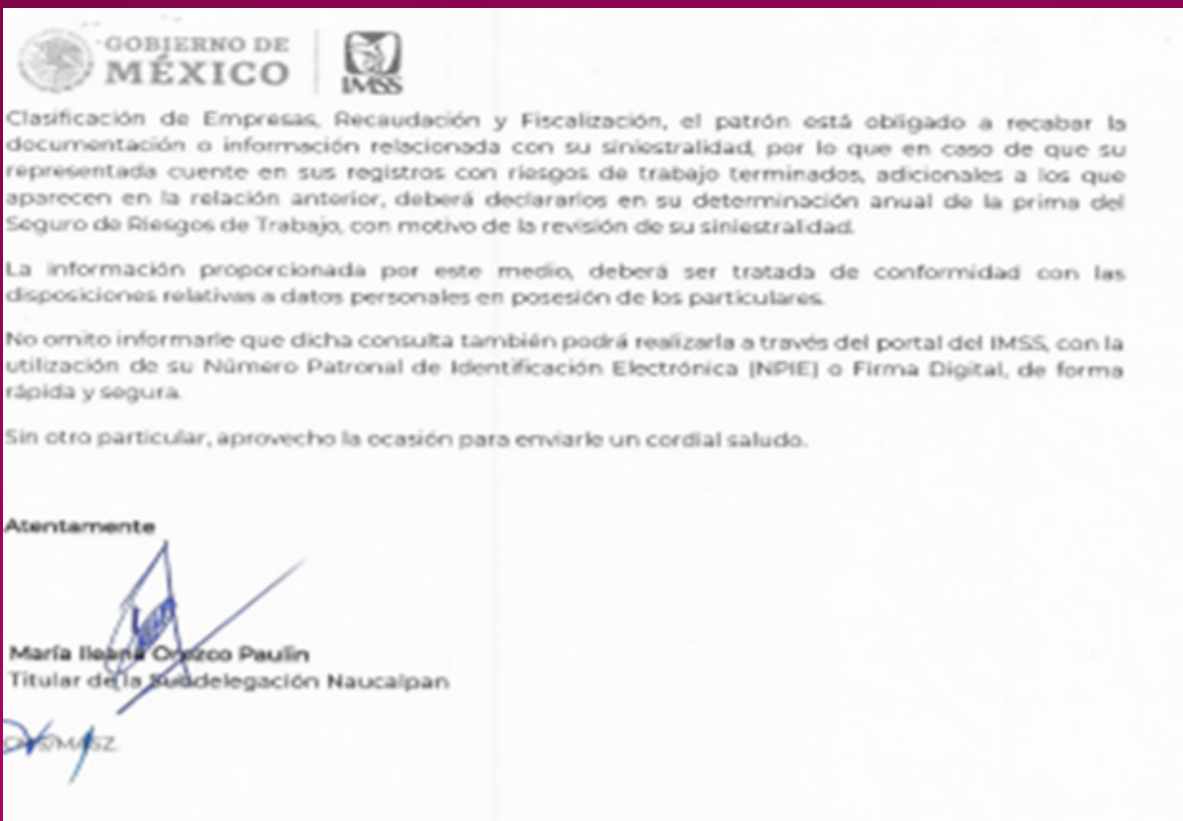 GOBIERNO DE
MÉXICO
IMSS
Clasificación de Empresas, Recaudación y Fiscalización, el patrón está obligado a recabar la
documentación o información relacionada con su siniestralidad, por lo que en caso de que su
representada cuente en sus registros con riesgos de trabajo terminados, adicionales a los que
aparecen en la relación anterior, deberá declararlos en su determinación anual de la prima del
Seguro de Riesgos de Trabajo, con motivo de la revisión de su siniestralidad.
La información proporcionada por este medio, deberá ser tratada de conformidad con las
disposiciones relativas a datos personales en posesión de los particulares.
No omito informarle que dicha consulta también podrá realizarla a través del portal del IMSS, con la
utilización de su Número Patronal de Identificación Electrónica (NPIE) o Firma Digital, de forma
rápida y segura.
Sin otro particular, aprovecho la ocasión para enviarle un cordial saludo.
Atentamente
María Ileana Orozco Paulín
Titular de la Subdelegación Naucalpan